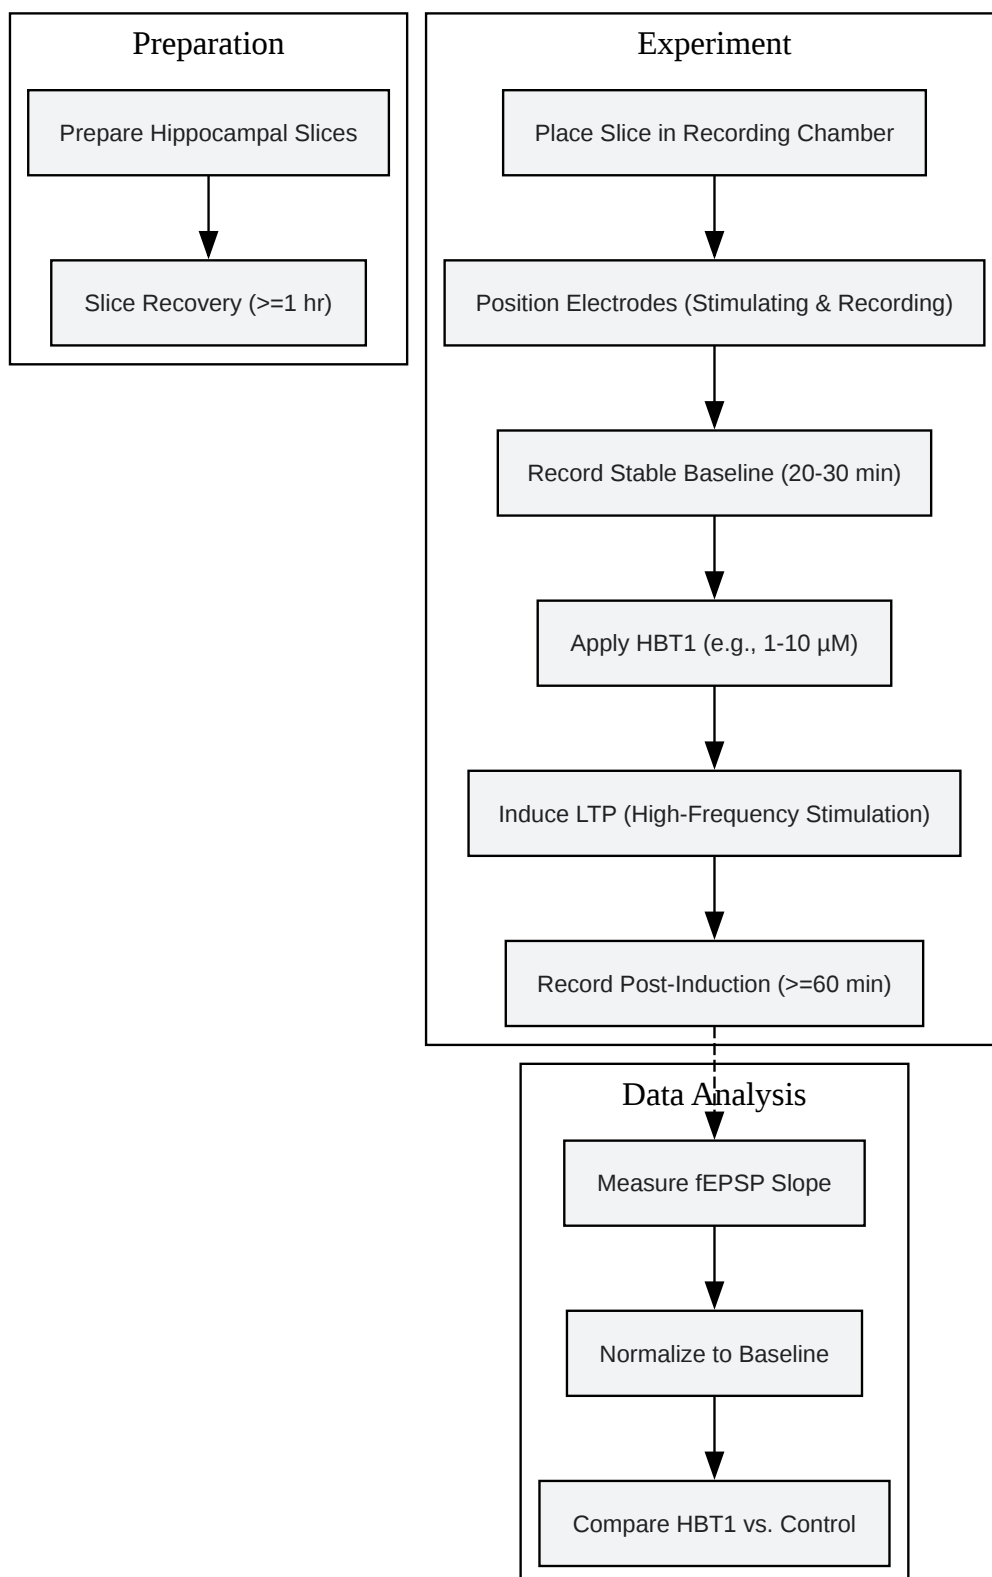 Preparation
Prepare Hippocampal Slices
Slice Recovery (>=1 hr)
Experiment
Place Slice in Recording Chamber
Position Electrodes (Stimulating & Recording)
Record Stable Baseline (20-30 min)
Apply HBT1 (e.g., 1-10 µM)
Induce LTP (High-Frequency Stimulation)
Record Post-Induction (>=60 min)
Data Analysis
Measure fEPSP Slope
Normalize to Baseline
Compare HBT1 vs. Control